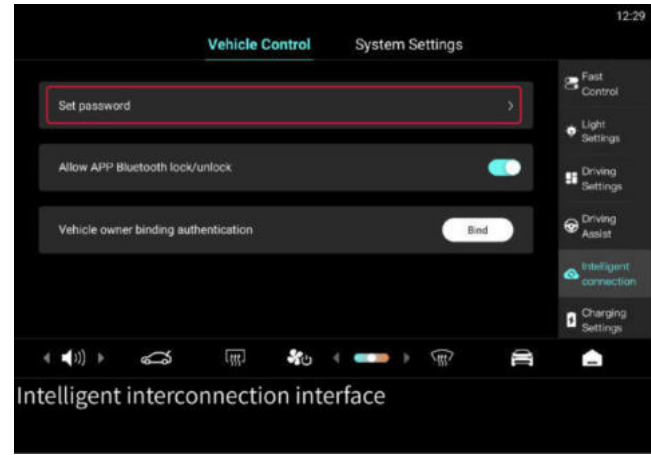 12:29
Vehicle Control
System Settings
Set password
Allow APP Bluetooth lock/unlock
Vehicle owner binding authentication
Bind
Fast
Control
Light
Settings
Driving
Settings
Driving
Assist
Intelligent
connection
Charging
Settings
Intelligent interconnection interface